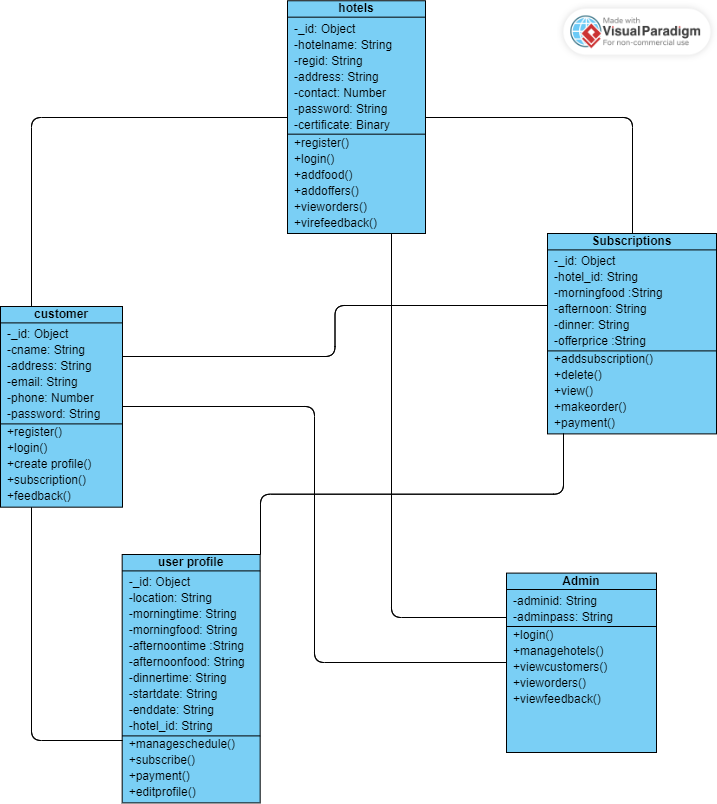 hotels
-_id: Object
-hotelname: String
-regid: String
-address: String
-contact: Number
-password: String
-certificate: Binary
+register()
+login()
+addfood()
+addoffers()
+vieworders()
+virefeedback()
Made with
VisualParadigm
For non-commercial use
Subscriptions
-_id: Object
-hotel_id: String
-morningfood :String
-afternoon: String
-dinner: String
-offerprice :String
+addsubscription()
+delete()
+view()
+makeorder()
+payment()
customer
-_id: Object
-cname: String
-address: String
-email: String
-phone: Number
-password: String
+register()
+login()
+create profile()
+subscription()
+feedback()
user profile
-_id: Object
-location: String
-morningtime: String
-morningfood: String
-afternoontime :String
-afternoonfood: String
-dinnertime: String
-startdate: String
-enddate: String
-hotel_id: String
+manageschedule()
+subscribe()
+payment()
+editprofile()
Admin
-adminid: String
-adminpass: String
+login()
+managehotels()
+viewcustomers()
+vieworders()
+viewfeedback()